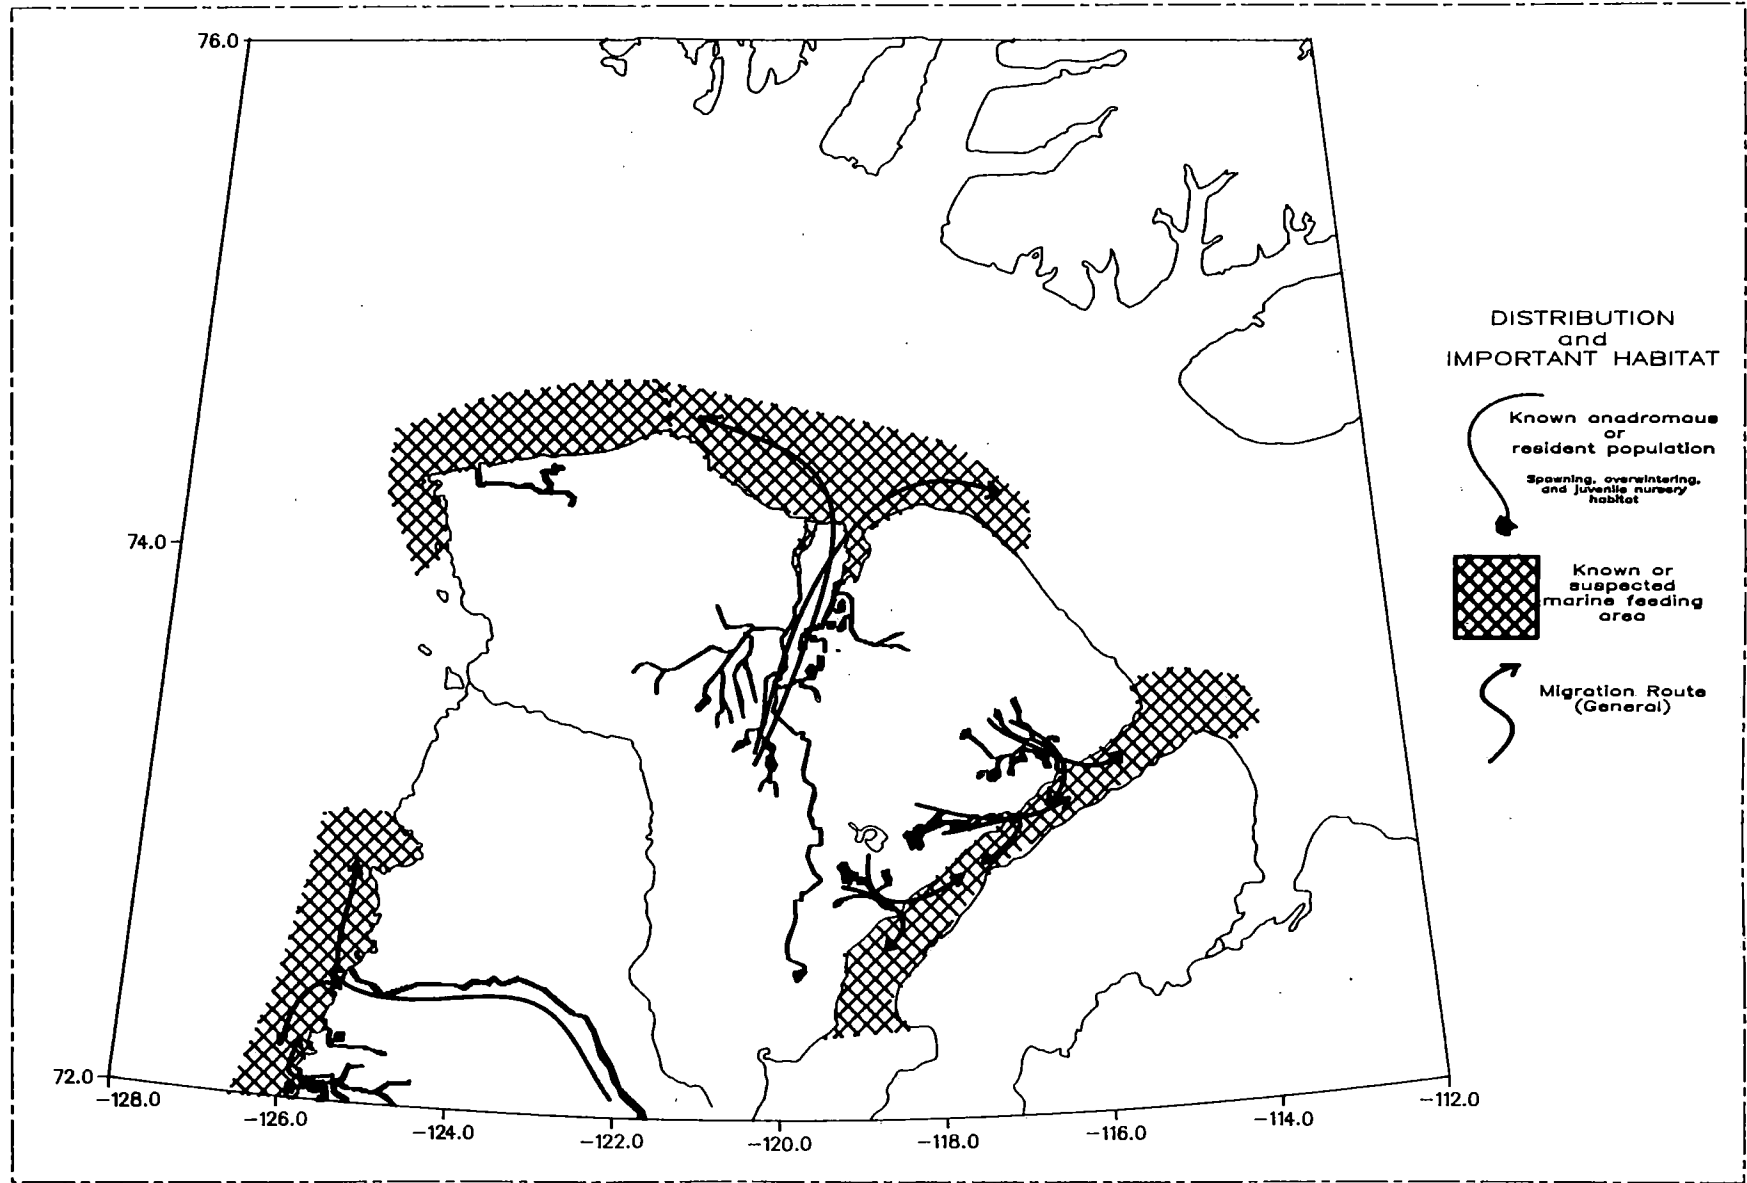 76.0
74.0
72.0
-128.0
-126.0
-124.0
-122.0
-120.0
-118.0
-116.0
-114.0
-112.0
DISTRIBUTION
and
IMPORTANT HABITAT
Known anadromous
or
resident population
Spawning, overwintering,
and juvenile nursery
habitat
Known or
suspected
marine feeding
area
Migration Route
(General)